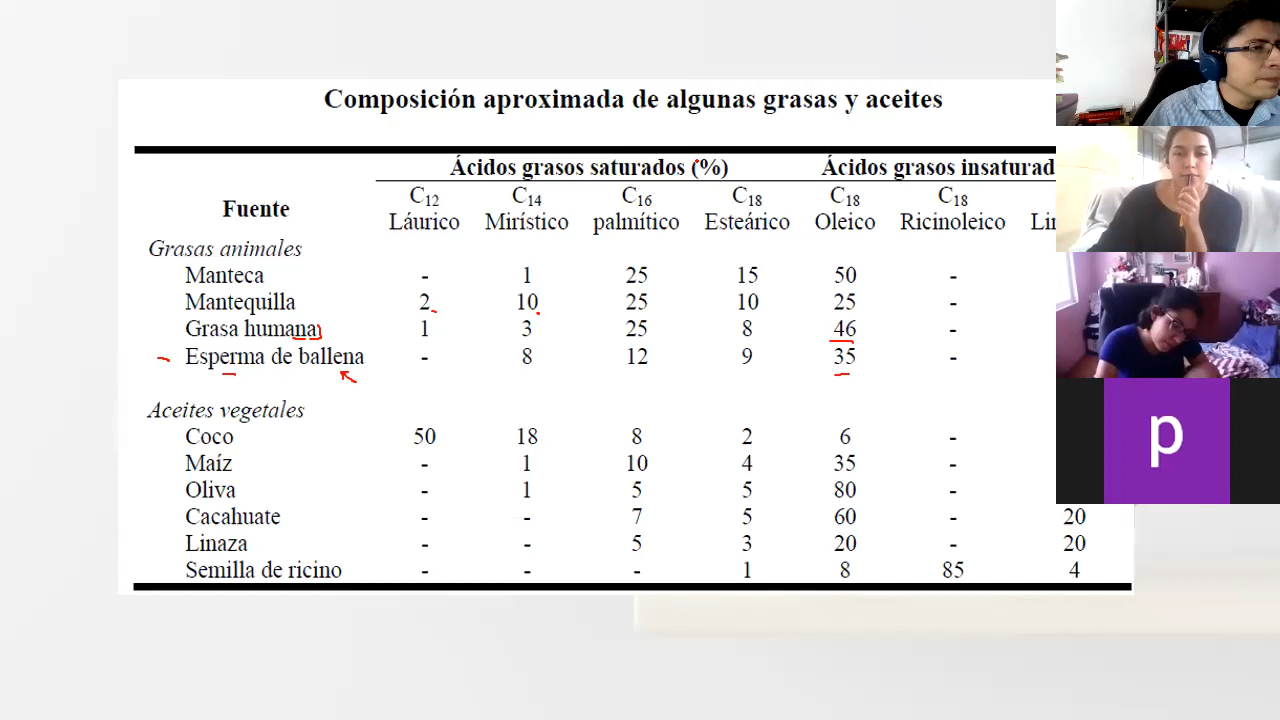 Composición aproximada de algunas grasas y aceites
Ácidos grasos saturados (%) Ácidos grasos insaturad
Fuente
C12 C14 C16 C18 C18 C18
Láurico Mirístico palmítico Esteárico Oleico Ricinoleico
Grasas animales
Manteca - 1 25 15 50 -
Mantequilla 2 10 25 10 25 -
Grasa humana 1 3 25 8 46 -
Esperma de ballena - 8 12 9 35 -
Aceites vegetales
Coco 50 18 8 2 6 -
Maíz - 1 10 4 35 -
Oliva - 1 5 5 80 -
Cacahuate - - 7 5 60 - 20
Linaza - - 5 3 20 - 20
Semilla de ricino - - - 1 8 85 4
p